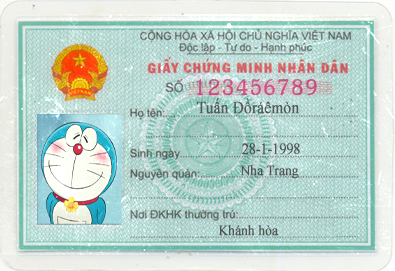 CỘNG HÒA XÃ HỘI CHỦ NGHĨA VIỆT NAM
Độc lập - Tự do - Hạnh phúc
GIẤY CHỨNG MINH NHÂN DÂN
SỐ 123456789
Họ tên: Tuấn Đôrâêmòn
Sinh ngày 28-1-1998
Nguyên quán: Nha Trang
Nơi ĐKHK thường trú:
Khánh hòa